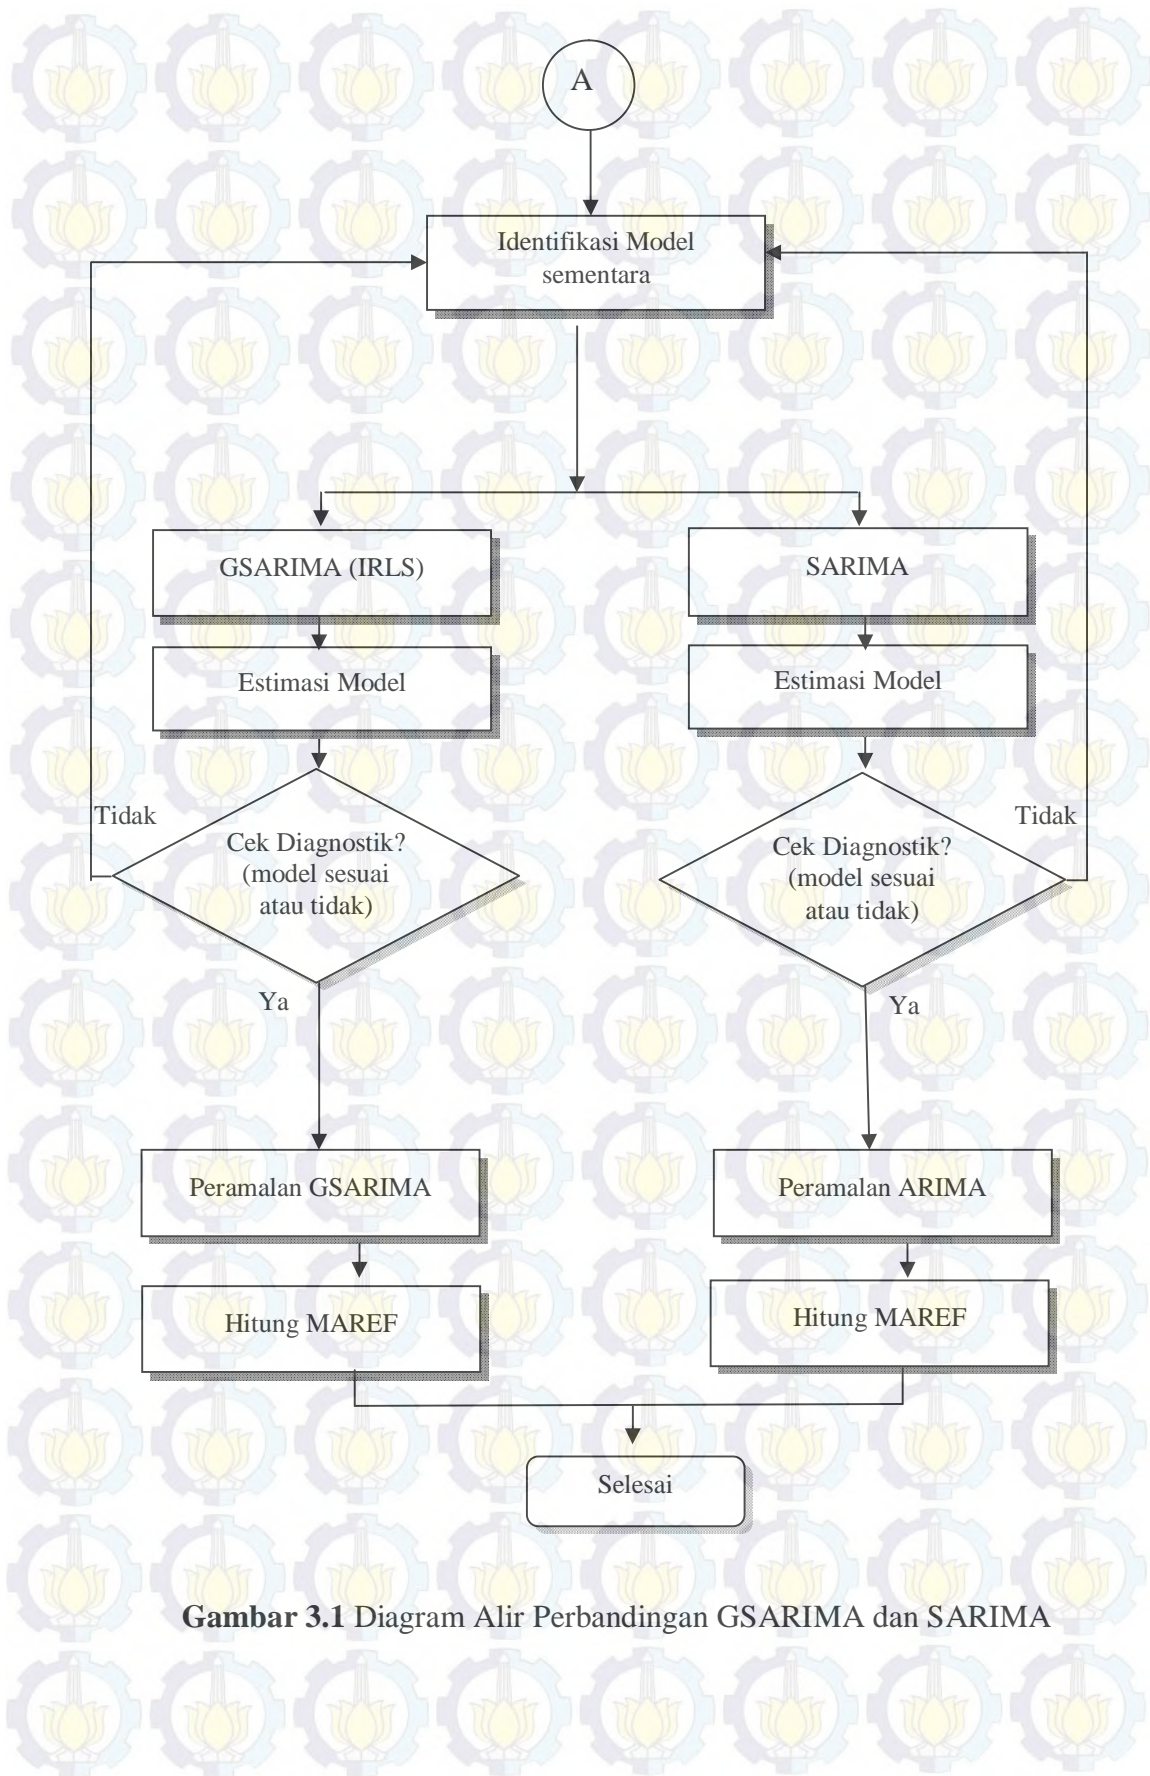 A
Identifikasi Model
sementara
GSARIMA (IRLS)
SARIMA
Estimasi Model
Estimasi Model
Tidak
Cek Diagnostik?
(model sesuai
atau tidak)
Cek Diagnostik?
(model sesuai
atau tidak)
Tidak
Ya
Ya
Peramalan GSARIMA
Peramalan ARIMA
Hitung MAREF
Hitung MAREF
Selesai
Gambar 3.1 Diagram Alir Perbandingan GSARIMA dan SARIMA